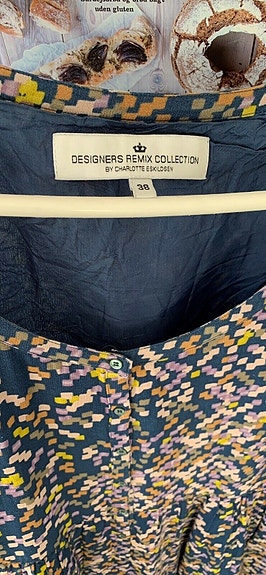 uden gluten
DESIGNERS REMIX COLLECTION
BY CHARLOTTE ESKILDSEN
38